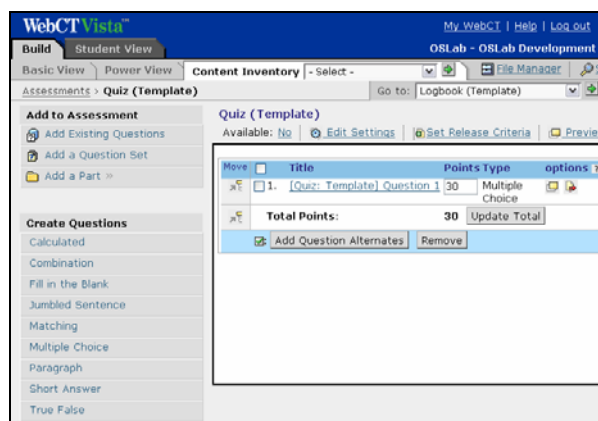 WebCT Vista™
My WebCT | Help | Log out
Build Student View OSLab - OSLab Development
Basic View Power View Content Inventory - Select - File Manager
Assessments > Quiz (Template) Go to: Logbook (Template)
Add to Assessment
Add Existing Questions
Add a Question Set
Add a Part »
Create Questions
Calculated
Combination
Fill in the Blank
Jumbled Sentence
Matching
Multiple Choice
Paragraph
Short Answer
True False
Quiz (Template)
Available: No | Edit Settings | Set Release Criteria | Previe
Move Title Points Type options ?
1. [Quiz: Template] Question 1 30 Multiple
Choice
Total Points: 30 Update Total
Add Question Alternates Remove